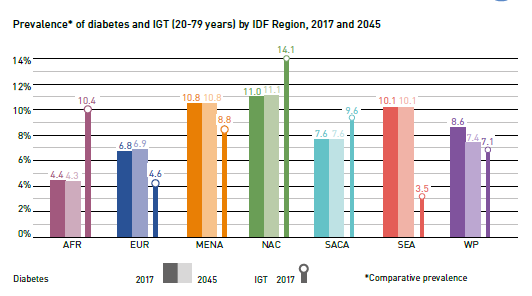 Prevalence* of diabetes and IGT (20-79 years) by IDF Region, 2017 and 2045
14%
12%
10%
8%
6%
4%
2%
0%
4.4 4.3 10.4
6.8 6.9 4.6
10.8 10.8 8.8
11.0 11.1 14.1
7.6 7.6 9.6
10.1 10.1 3.5
8.6 7.4 7.1
AFR EUR MENA NAC SACA SEA WP
Diabetes 2017 2045 IGT 2017 *Comparative prevalence